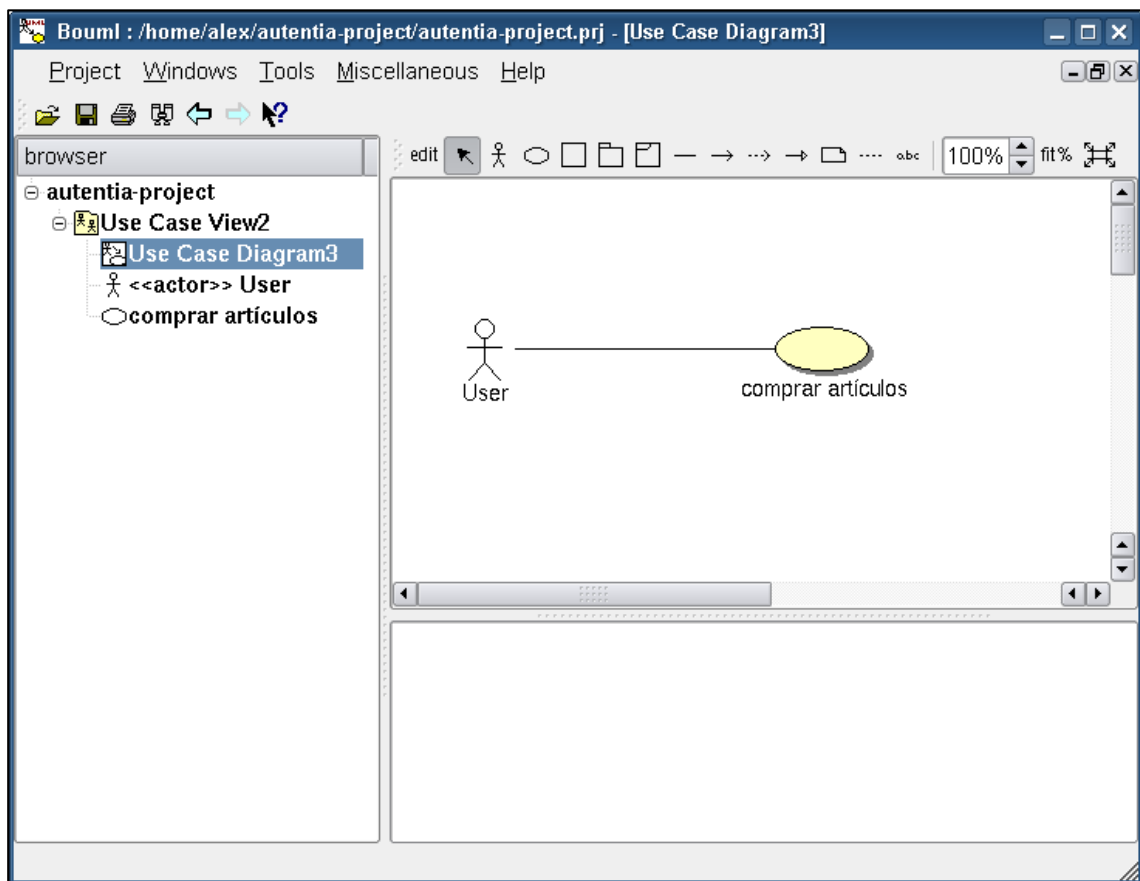 Bouml : /home/alex/autentia-project/autentia-project.prj - [Use Case Diagram3]
Project Windows Tools Miscellaneous Help
browser
edit
abc
100%
fit%
autentia-project
Use Case View2
Use Case Diagram3
<<actor>> User
comprar artículos
User
comprar artículos